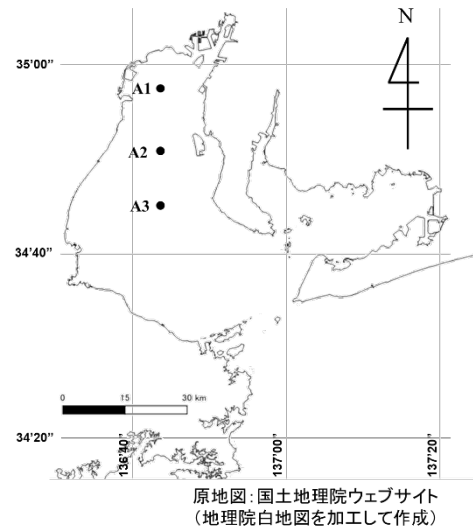 N
35'00"
A1
A2
A3
34'40"
0 15 30 km
34'20"
136'40"
137'00"
137'20"
原地図:国土地理院ウェブサイト
(地理院白地図を加工して作成)